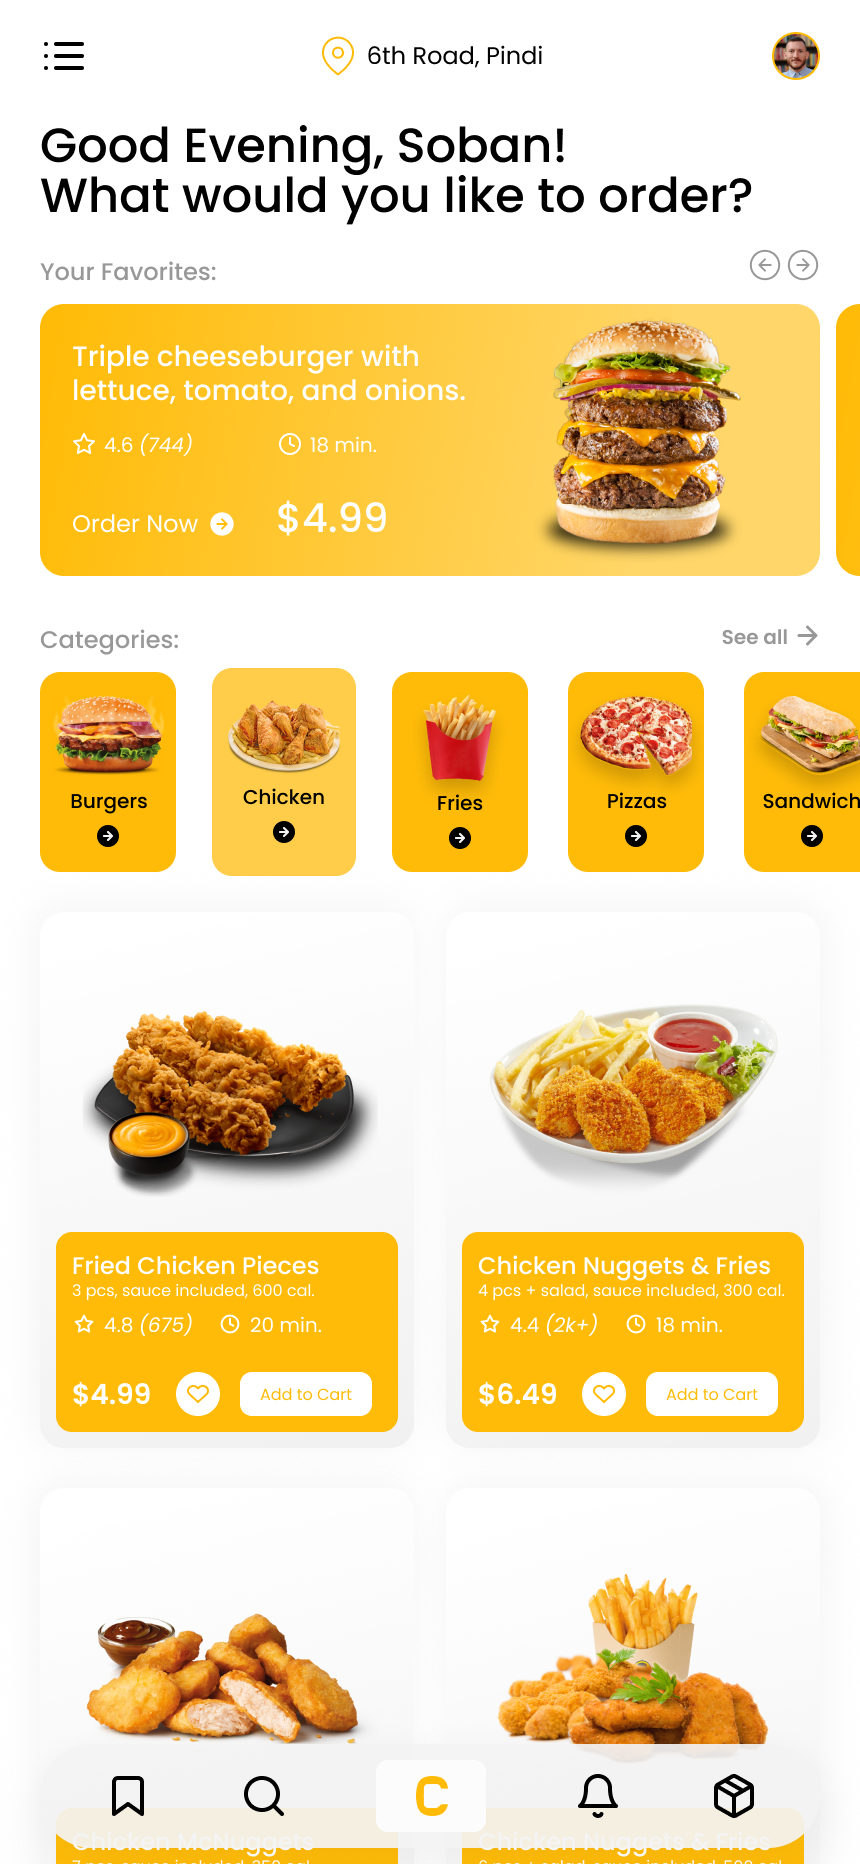 6th Road, Pindi
Good Evening, Soban!
What would you like to order?
Your Favorites:
Triple cheeseburger with
lettuce, tomato, and onions.
4.6 (744)
18 min.
Order Now
$4.99
Categories:
See all
Burgers
Chicken
Fries
Pizzas
Sandwich
Fried Chicken Pieces
3 pcs, sauce included, 600 cal.
4.8 (675)
20 min.
$4.99
Add to Cart
Chicken Nuggets & Fries
4 pcs + salad, sauce included, 300 cal.
4.4 (2k+)
18 min.
$6.49
Add to Cart
C
Chicken McNuggets
Chicken Nuggets & Fries